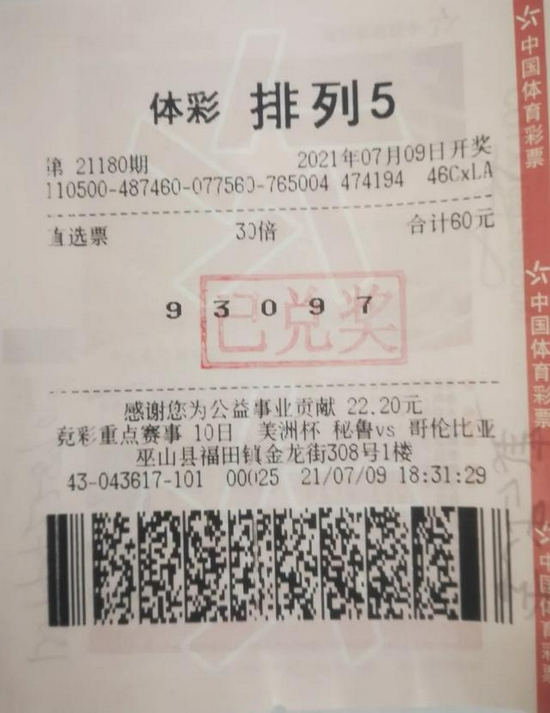 体彩 排列5
第 21180期 2021年07月09日开奖
110500-487460-077560-765004 474194 46CxLA
直选票 30倍 合计60元
9 3 0 9 7
已兑奖
感谢您为公益事业贡献 22.20元
竞彩重点赛事 10日 美洲杯 秘鲁vs 哥伦比亚
巫山县福田镇金龙街308号1楼
43-043617-101 00025 21/07/09 18:31:29
中国体育彩票
中国体育彩票
中国体育彩票